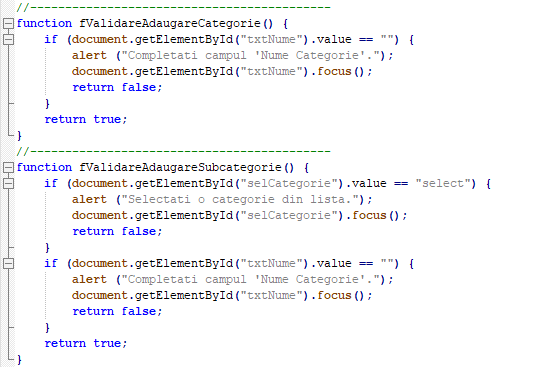 //-------------------------------------------
function fValidareAdaugareCategorie() {
    if (document.getElementById("txtNume").value == "") {
        alert ("Completati campul 'Nume Categorie'.");
        document.getElementById("txtNume").focus();
        return false;
    }
    return true;
}
//-------------------------------------------
function fValidareAdaugareSubcategorie() {
    if (document.getElementById("selCategorie").value == "select") {
        alert ("Selectati o categorie din lista.");
        document.getElementById("selCategorie").focus();
        return false;
    }
    if (document.getElementById("txtNume").value == "") {
        alert ("Completati campul 'Nume Categorie'.");
        document.getElementById("txtNume").focus();
        return false;
    }
    return true;
}